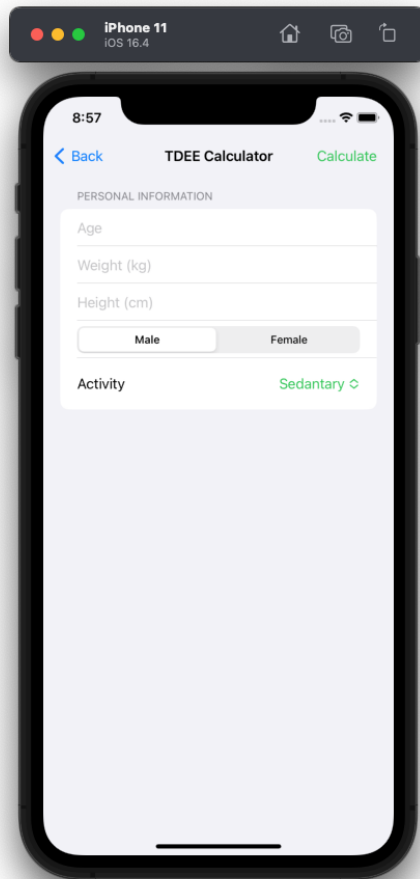 iPhone 11
iOS 16.4
8:57
Back TDEE Calculator Calculate
PERSONAL INFORMATION
Age
Weight (kg)
Height (cm)
Male Female
Activity Sedantary